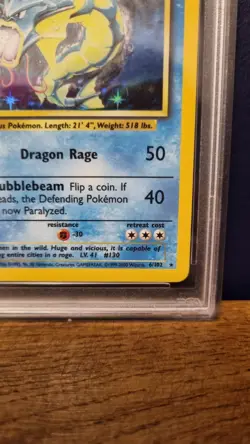 us Pokémon. Length: 21' 4", Weight: 518 lbs.
Dragon Rage 50
ubblebeam Flip a coin. If
eads, the Defending Pokémon 40
now Paralyzed.
resistance retreat cost
-30
en in the wild. Huge and vicious, it is capable of
ng entire cities in a rage. LV. 41 #130
6/102